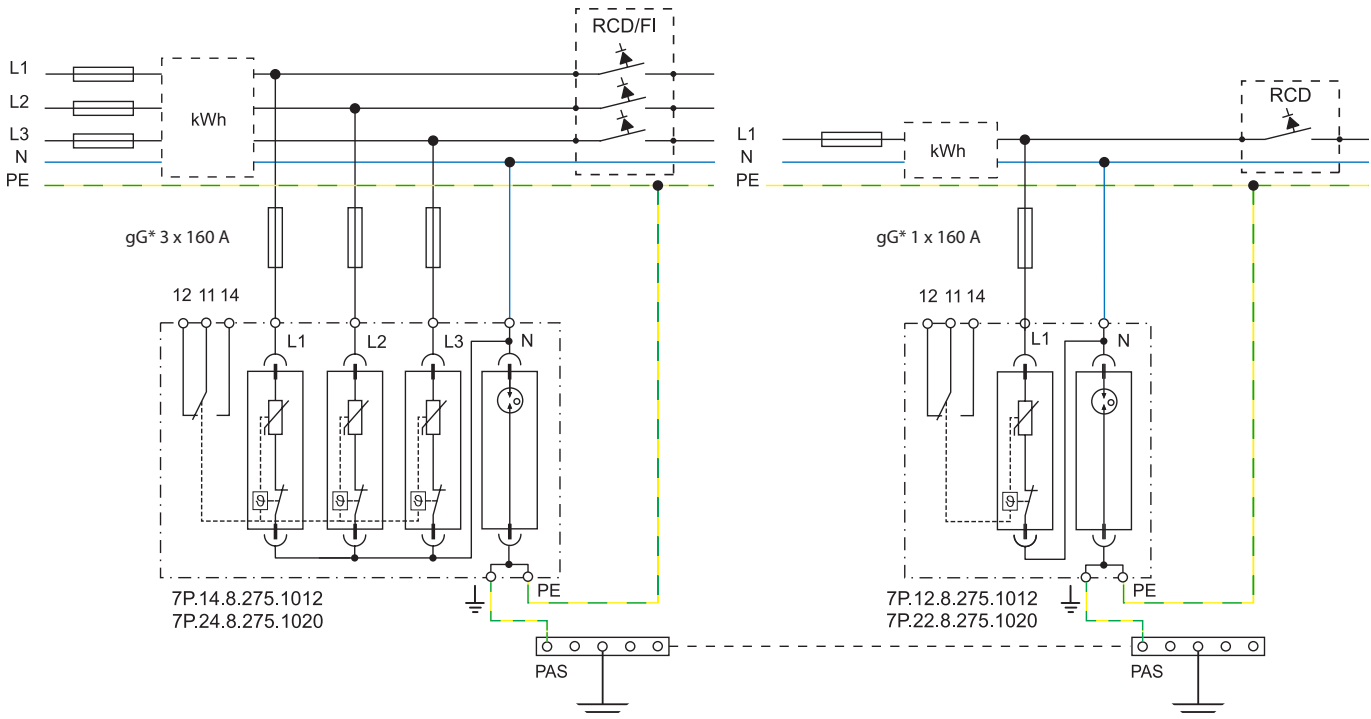 RCD/FI
L1
L2
L3
N
PE
kWh
gG* 3 x 160 A
12 11 14
L1
L2
L3
N
ϑ
ϑ
ϑ
PE
7P.14.8.275.1012
7P.24.8.275.1020
PAS
RCD
L1
N
PE
kWh
gG* 1 x 160 A
12 11 14
L1
N
ϑ
PE
7P.12.8.275.1012
7P.22.8.275.1020
PAS